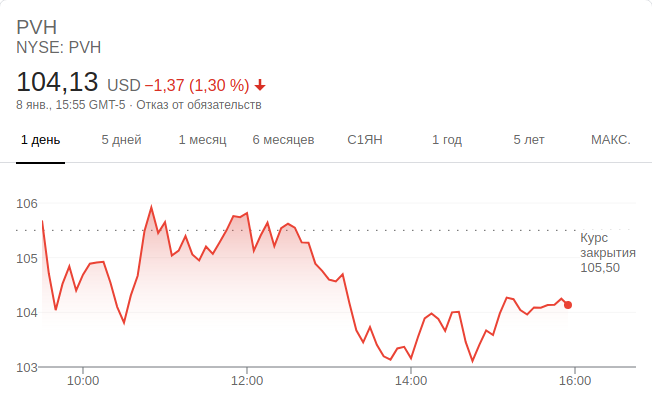 PVH
NYSE: PVH
104,13 USD −1,37 (1,30 %)
8 янв., 15:55 GMT-5 · Отказ от обязательств
1 день 5 дней 1 месяц 6 месяцев С1ЯН 1 год 5 лет МАКС.
106
105
104
103
Курс
закрытия
105,50
10:00 12:00 14:00 16:00